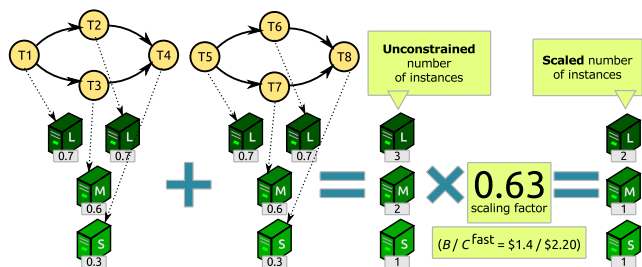 T2
T1
T4
T3
T6
T5
T8
T7
Unconstrained
number
of instances
Scaled number
of instances
L
0.7
L
0.7
L
0.7
L
0.7
L
3
L
2
M
0.6
M
0.6
M
2
M
1
S
0.3
S
0.3
S
1
S
1
+
=
×
0.63
scaling factor
=
(B / C^fast = $1.4 / $2.20)